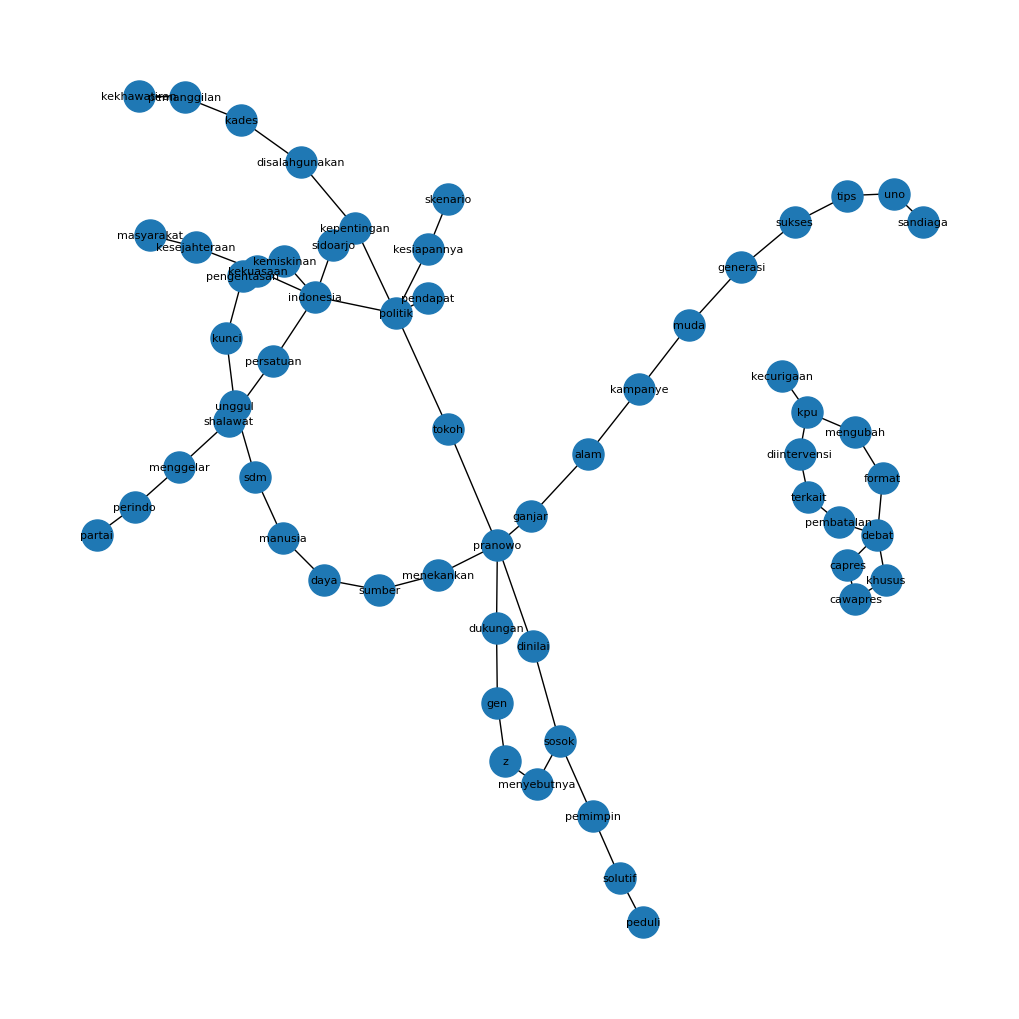 kekhawatiran
pemanggilan
kades
disalahgunakan
skenario
tips
uno
sandiaga
sukses
kepentingan
masyarakat
sidoarjo
kesejahteraan
kesiapannya
kemiskinan
generasi
kekuasaan
pengentasan
indonesia
pendapat
politik
muda
kunci
persatuan
kecurigaan
kampanye
unggul
kpu
shalawat
tokoh
mengubah
alam
diintervensi
menggelar
sdm
format
terkait
perindo
ganjar
pembatalan
partai
manusia
pranowo
debat
capres
menekankan
daya
khusus
sumber
cawapres
dukungan
dinilai
gen
sosok
z
menyebutnya
pemimpin
solutif
peduli